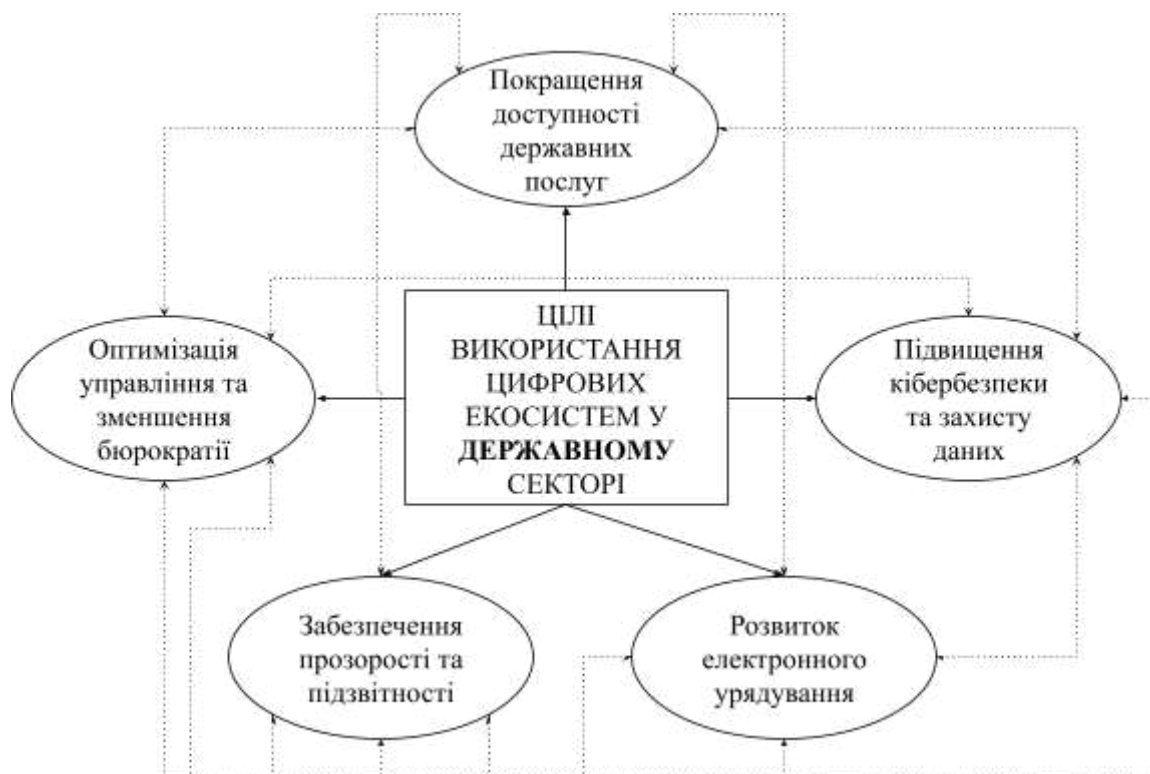 Покращення
доступності
державних
послуг
ЦІЛІ
ВИКОРИСТАННЯ
ЦИФРОВИХ
ЕКОСИСТЕМ У
ДЕРЖАВНОМУ
СЕКТОРІ
Оптимізація
управління та
зменшення
бюрократії
Підвищення
кібербезпеки
та захисту
даних
Забезпечення
прозорості та
підзвітності
Розвиток
електронного
урядування